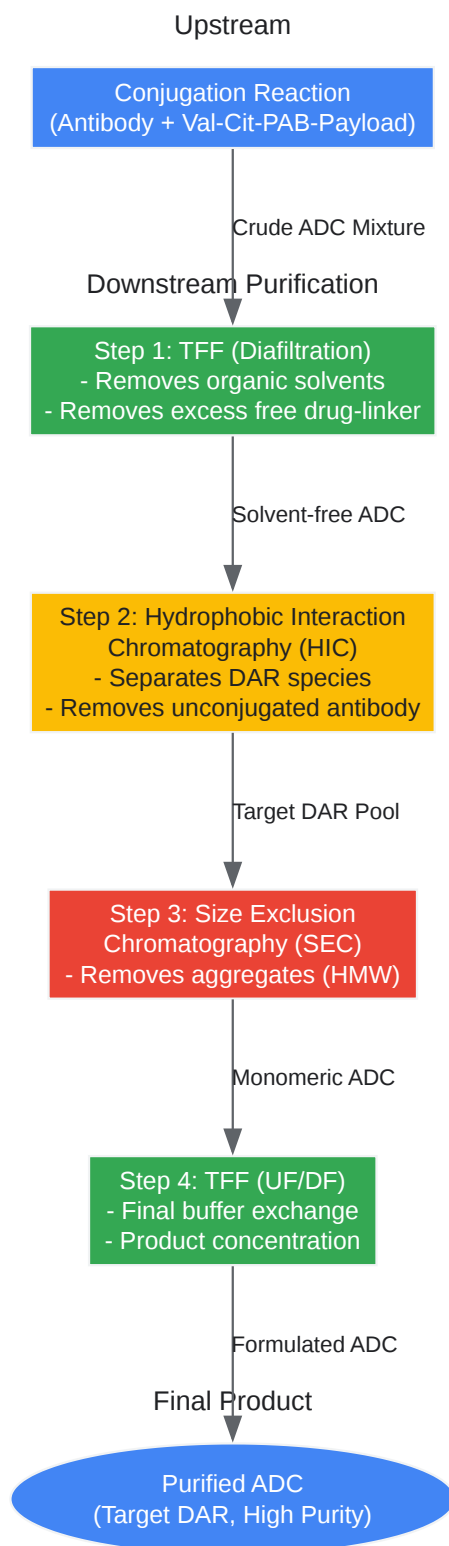 Upstream
Conjugation Reaction
(Antibody + Val-Cit-PAB-Payload)
Crude ADC Mixture
Downstream Purification
Step 1: TFF (Diafiltration)
- Removes organic solvents
- Removes excess free drug-linker
Solvent-free ADC
Step 2: Hydrophobic Interaction
Chromatography (HIC)
- Separates DAR species
- Removes unconjugated antibody
Target DAR Pool
Step 3: Size Exclusion
Chromatography (SEC)
- Removes aggregates (HMW)
Monomeric ADC
Step 4: TFF (UF/DF)
- Final buffer exchange
- Product concentration
Formulated ADC
Final Product
Purified ADC
(Target DAR, High Purity)